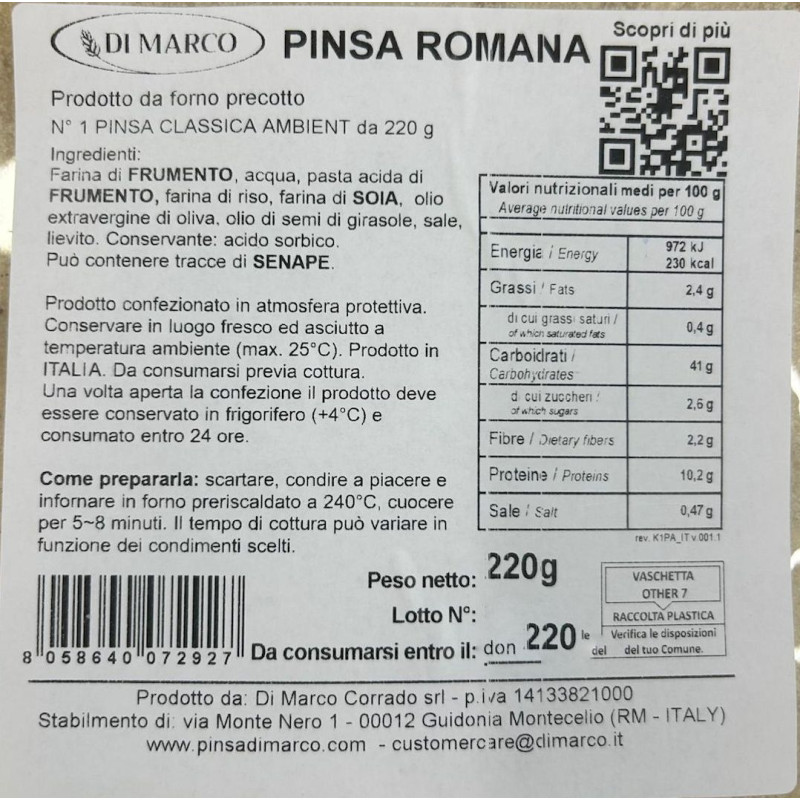 DI MARCO
PINSA ROMANA
Scopri di più
Prodotto da forno precotto
N° 1 PINSA CLASSICA AMBIENT da 220 g
Ingredienti:
Farina di FRUMENTO, acqua, pasta acida di
FRUMENTO, farina di riso, farina di SOIA, olio
extravergine di oliva, olio di semi di girasole, sale,
lievito. Conservante: acido sorbico.
Può contenere tracce di SENAPE.
Prodotto confezionato in atmosfera protettiva.
Conservare in luogo fresco ed asciutto a
temperatura ambiente (max. 25°C). Prodotto in
ITALIA. Da consumarsi previa cottura.
Una volta aperta la confezione il prodotto deve
essere conservato in frigorifero (+4°C) e
consumato entro 24 ore.
Come prepararla: scartare, condire a piacere e
infornare in forno preriscaldato a 240°C, cuocere
per 5~8 minuti. Il tempo di cottura può variare in
funzione dei condimenti scelti.
Valori nutrizionali medi per 100 g
Average nutritional values per 100 g
Energia / Energy 972 kJ
230 kcal
Grassi / Fats 2,4 g
di cui grassi saturi / 0,4 g
of which saturated fats
Carboidrati / 41 g
Carbohydrates
di cui zuccheri / 2,6 g
of which sugars
Fibre / Dietary fibers 2,2 g
Proteine / Proteins 10,2 g
Sale / Salt 0,47 g
rev. K1PA_IT v.001.1
Peso netto: 220g
Lotto N°:
Da consumarsi entro il: don 220 le del
VASCHETTA
OTHER 7
RACCOLTA PLASTICA
Verifica le disposizioni
del tuo Comune.
8 058640 072927
Prodotto da: Di Marco Corrado srl - p.iva 14133821000
Stabilmento di: via Monte Nero 1 - 00012 Guidonia Montecelio (RM - ITALY)
www.pinsadimarco.com - customercare@dimarco.it